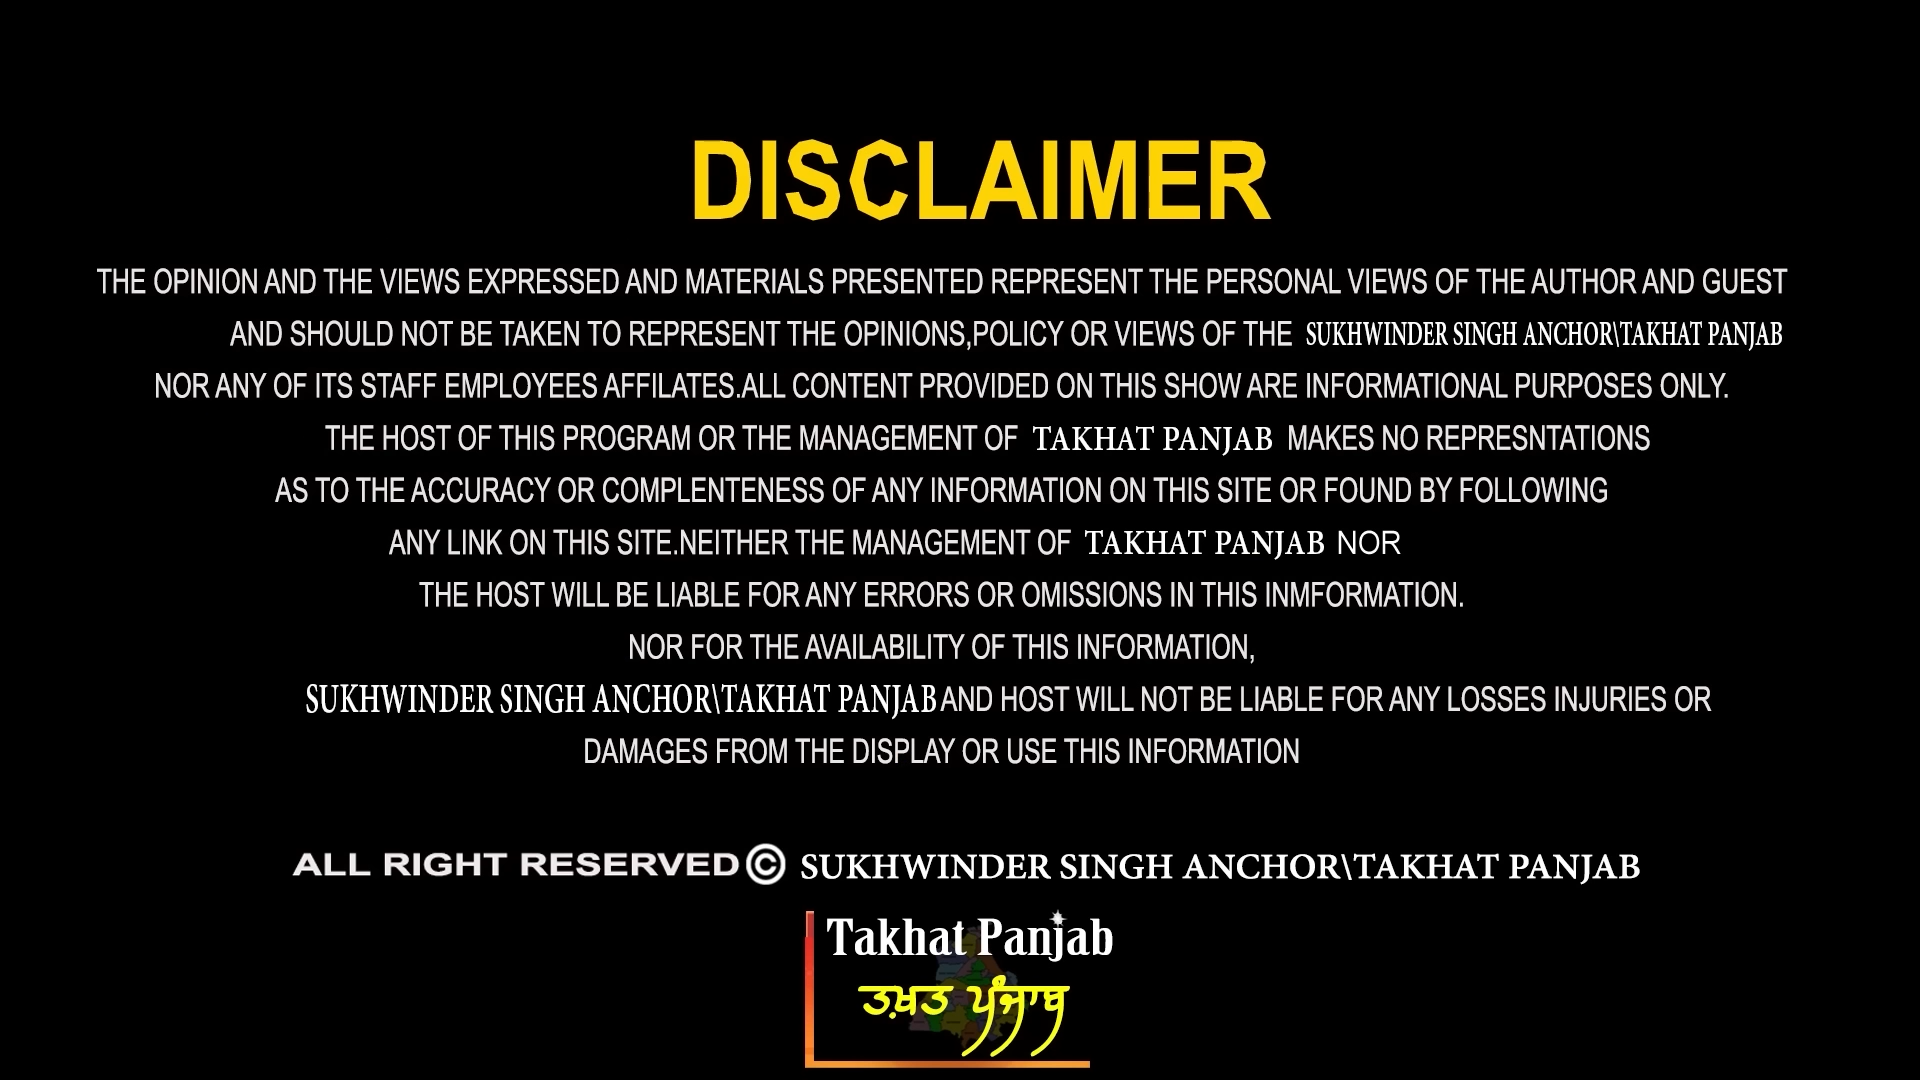 DISCLAIMER
THE OPINION AND THE VIEWS EXPRESSED AND MATERIALS PRESENTED REPRESENT THE PERSONAL VIEWS OF THE AUTHOR AND GUEST
AND SHOULD NOT BE TAKEN TO REPRESENT THE OPINIONS,POLICY OR VIEWS OF THE SUKHWINDER SINGH ANCHOR\TAKHAT PANJAB
NOR ANY OF ITS STAFF EMPLOYEES AFFILATES.ALL CONTENT PROVIDED ON THIS SHOW ARE INFORMATIONAL PURPOSES ONLY.
THE HOST OF THIS PROGRAM OR THE MANAGEMENT OF TAKHAT PANJAB MAKES NO REPRESNTATIONS
AS TO THE ACCURACY OR COMPLENTENESS OF ANY INFORMATION ON THIS SITE OR FOUND BY FOLLOWING
ANY LINK ON THIS SITE.NEITHER THE MANAGEMENT OF TAKHAT PANJAB NOR
THE HOST WILL BE LIABLE FOR ANY ERRORS OR OMISSIONS IN THIS INMFORMATION.
NOR FOR THE AVAILABILITY OF THIS INFORMATION,
SUKHWINDER SINGH ANCHOR\TAKHAT PANJAB AND HOST WILL NOT BE LIABLE FOR ANY LOSSES INJURIES OR
DAMAGES FROM THE DISPLAY OR USE THIS INFORMATION
ALL RIGHT RESERVED © SUKHWINDER SINGH ANCHOR\TAKHAT PANJAB
Takhat Panjab
ਤਖ਼ਤ ਪੰਜਾਬ